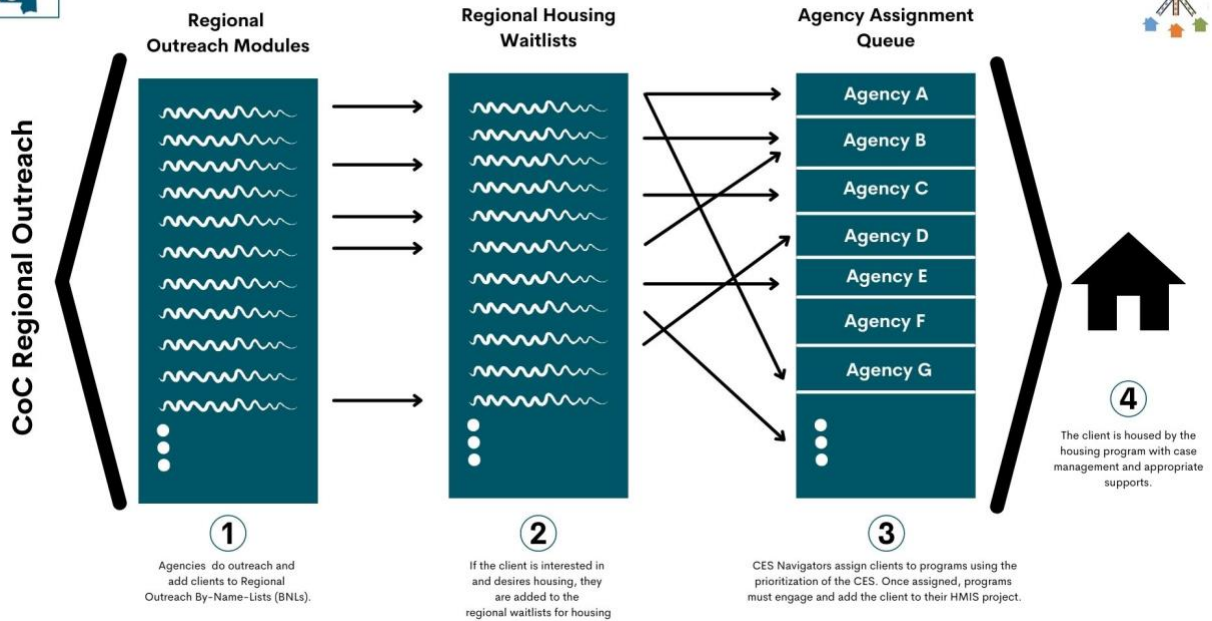 Regional
Outreach Modules
Regional Housing
Waitlists
Agency Assignment
Queue
CoC Regional Outreach
Agency A
Agency B
Agency C
Agency D
Agency E
Agency F
Agency G
1
Agencies do outreach and
add clients to Regional
Outreach By-Name-Lists (BNLs).
2
If the client is interested in
and desires housing, they
are added to the
regional waitlists for housing
3
CES Navigators assign clients to programs using the
prioritization of the CES. Once assigned, programs
must engage and add the client to their HMIS project.
4
The client is housed by the
housing program with case
management and appropriate
supports.